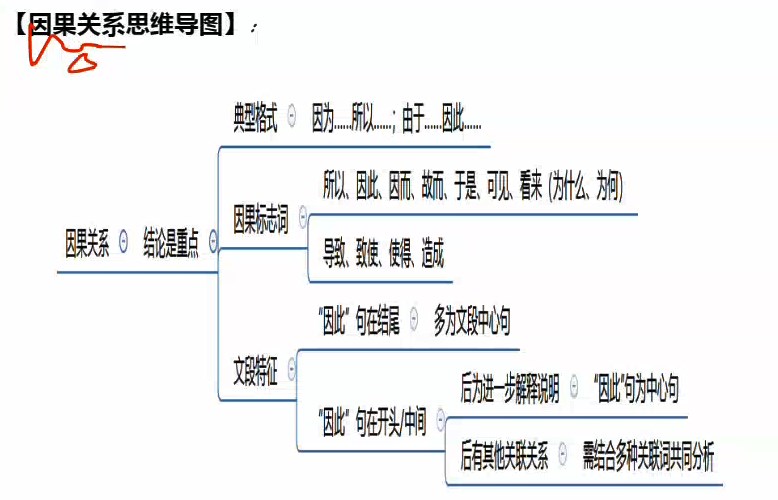 【因果关系思维导图】：
典型格式 因为……所以……；由于……因此……
所以、因此、因而、故而、于是、可见、看来（为什么、为何）
因果标志词
因果关系 结论是重点
导致、致使、使得、造成
“因此”句在结尾 多为文段中心句
文段特征
后为进一步解释说明 “因此”句为中心句
“因此”句在开头/中间
后有其他关联关系 需结合多种关联词共同分析